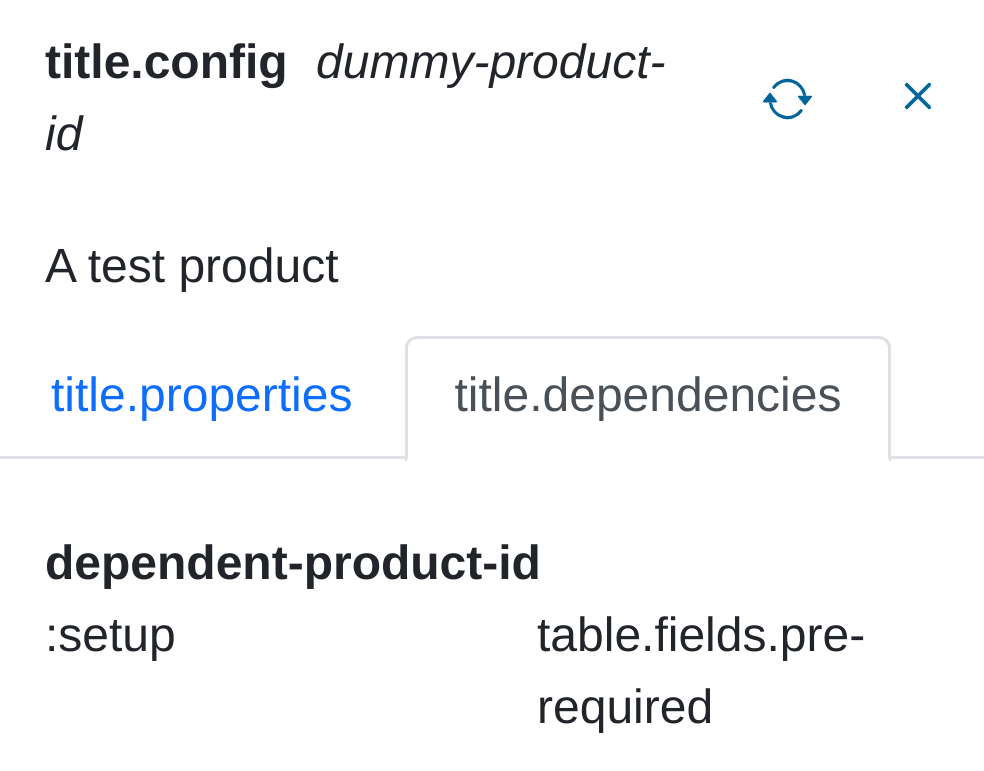 title.config dummy-product-
id
A test product
title.properties title.dependencies
dependent-product-id
:setup table.fields.pre-
required